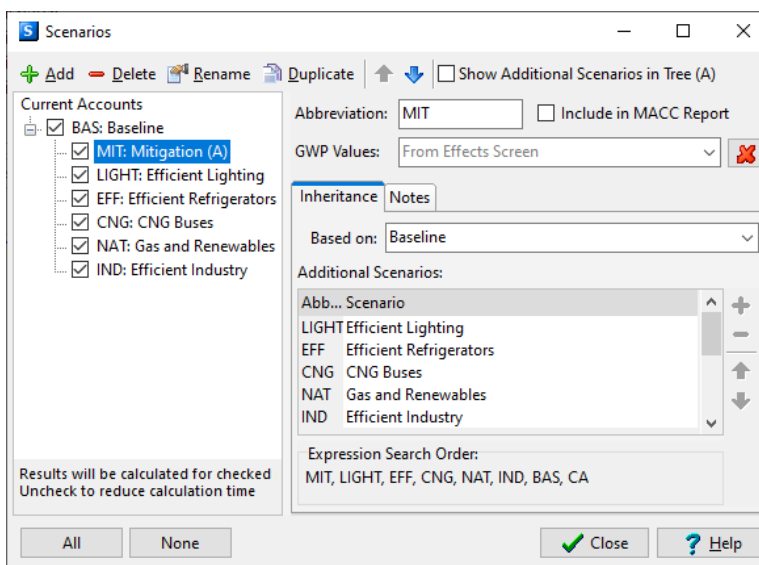 S Scenarios
Add Delete Rename Duplicate Show Additional Scenarios in Tree (A)
Current Accounts
BAS: Baseline
MIT: Mitigation (A)
LIGHT: Efficient Lighting
EFF: Efficient Refrigerators
CNG: CNG Buses
NAT: Gas and Renewables
IND: Efficient Industry
Results will be calculated for checked
Uncheck to reduce calculation time
Abbreviation: MIT Include in MACC Report
GWP Values: From Effects Screen
Inheritance Notes
Based on: Baseline
Additional Scenarios:
Abb... Scenario
LIGHT Efficient Lighting
EFF Efficient Refrigerators
CNG CNG Buses
NAT Gas and Renewables
IND Efficient Industry
Expression Search Order:
MIT, LIGHT, EFF, CNG, NAT, IND, BAS, CA
All None Close ? Help